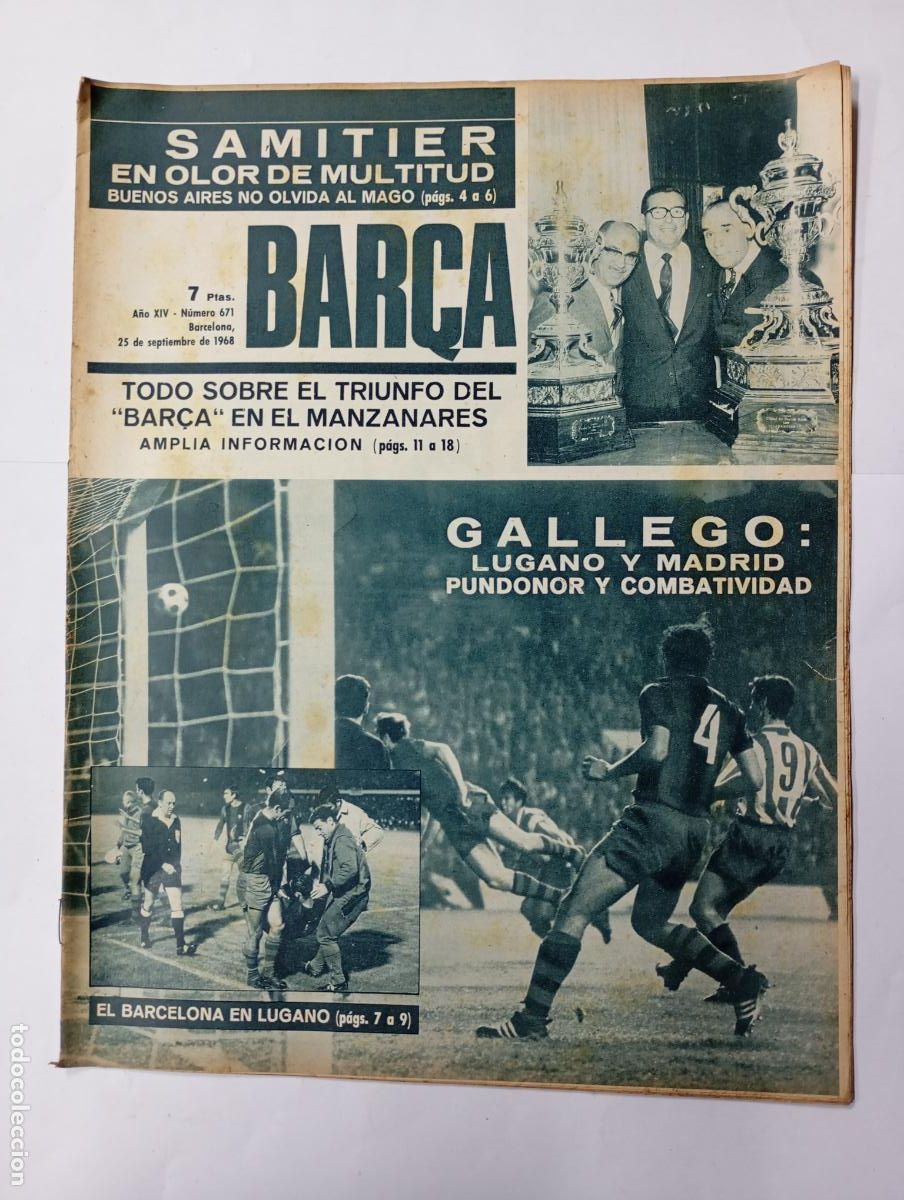 SAMITIER
EN OLOR DE MULTITUD
BUENOS AIRES NO OLVIDA AL MAGO (págs. 4 a 6)
BARÇA
7 Ptas.
Año XIV - Número 671
Barcelona,
25 de septiembre de 1968
TODO SOBRE EL TRIUNFO DEL
"BARÇA" EN EL MANZANARES
AMPLIA INFORMACION (págs. 11 a 18)
GALLEGO:
LUGANO Y MADRID
PUNDONOR Y COMBATIVIDAD
4
9
EL BARCELONA EN LUGANO (págs. 7 a 9)
todocoleccion